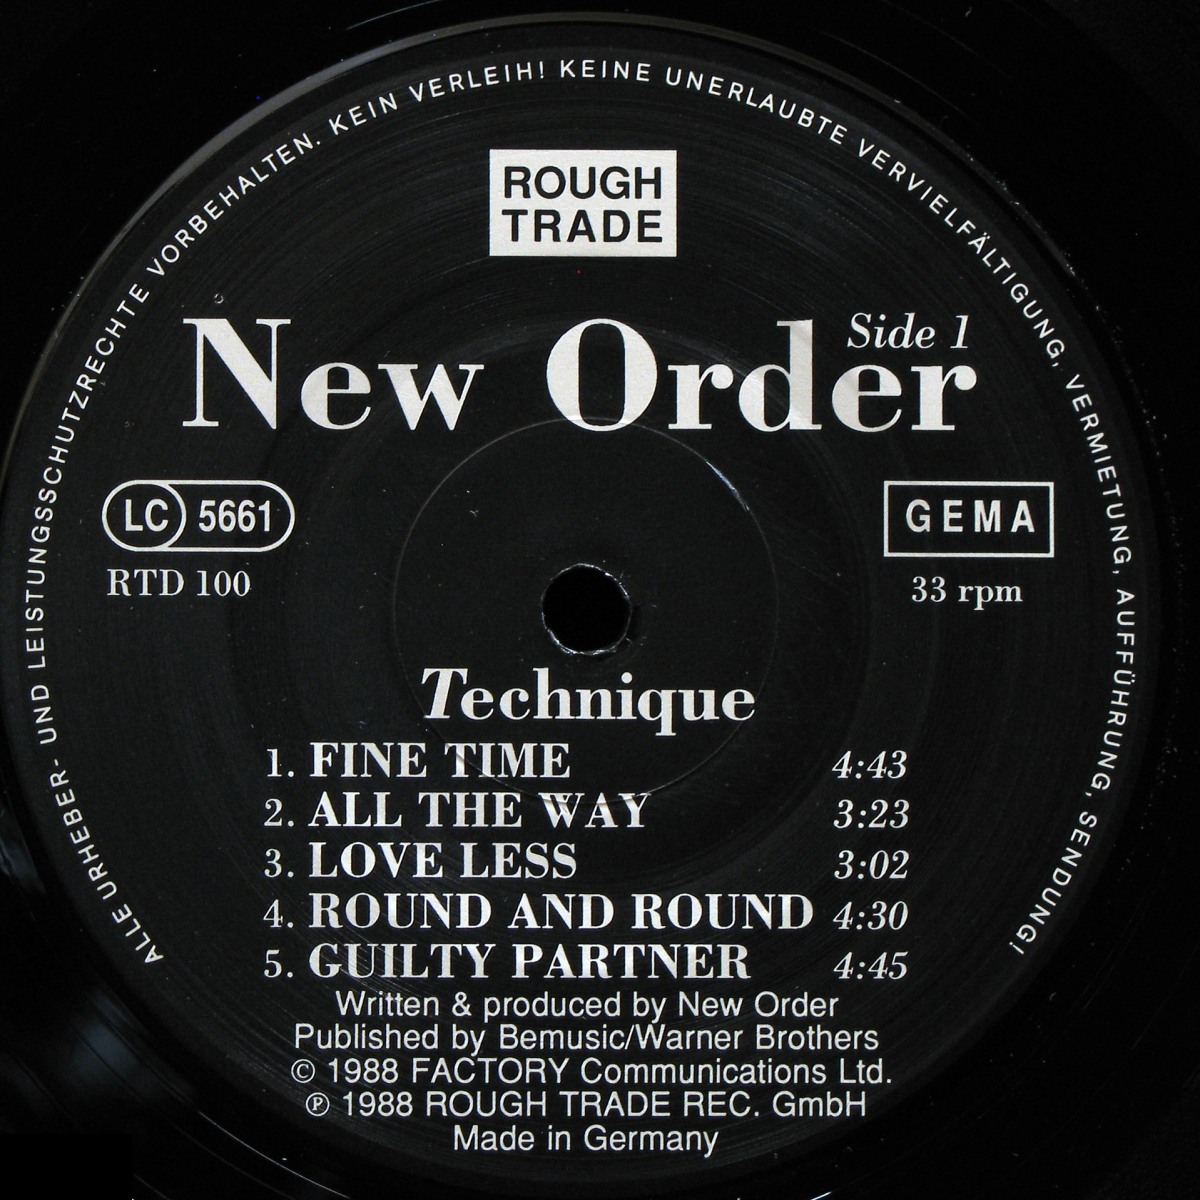 ALLE URHEBER- UND LEISTUNGSSCHUTZRECHTE VORBEHALTEN. KEIN VERLEIH! KEINE UNERLAUBTE VERVIELFÄLTIGUNG, VERMIETUNG, AUFFÜHRUNG, SENDUNG!
ROUGH
TRADE
Side 1
New Order
LC 5661
GEMA
RTD 100
33 rpm
Technique
1. FINE TIME 4:43
2. ALL THE WAY 3:23
3. LOVE LESS 3:02
4. ROUND AND ROUND 4:30
5. GUILTY PARTNER 4:45
Written & produced by New Order
Published by Bemusic/Warner Brothers
© 1988 FACTORY Communications Ltd.
℗ 1988 ROUGH TRADE REC. GmbH
Made in Germany